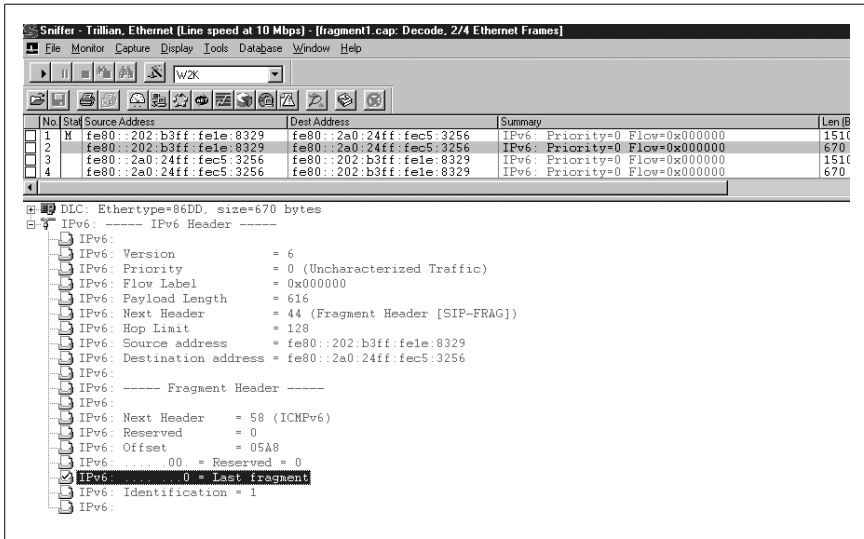 Sniffer - Trillian, Ethernet (Line speed at 10 Mbps) - [fragment1.cap: Decode, 2/4 Ethernet Frames]
File Monitor Capture Display Tools Database Window Help
W2K
No. Stat Source Address Dest Address Summary Len (B
1 M fe80::202:b3ff:fe1e:8329 fe80::2a0:24ff:fec5:3256 IPv6: Priority=0 Flow=0x000000 1510
2 fe80::202:b3ff:fe1e:8329 fe80::2a0:24ff:fec5:3256 IPv6: Priority=0 Flow=0x000000 670
3 fe80::2a0:24ff:fec5:3256 fe80::202:b3ff:fe1e:8329 IPv6: Priority=0 Flow=0x000000 1510
4 fe80::2a0:24ff:fec5:3256 fe80::202:b3ff:fe1e:8329 IPv6: Priority=0 Flow=0x000000 670
DLC: Ethertype=86DD, size=670 bytes
IPv6: ----- IPv6 Header -----
IPv6:
IPv6: Version = 6
IPv6: Priority = 0 (Uncharacterized Traffic)
IPv6: Flow Label = 0x000000
IPv6: Payload Length = 616
IPv6: Next Header = 44 (Fragment Header [SIP-FRAG])
IPv6: Hop Limit = 128
IPv6: Source address = fe80::202:b3ff:fe1e:8329
IPv6: Destination address = fe80::2a0:24ff:fec5:3256
IPv6:
IPv6: ----- Fragment Header -----
IPv6:
IPv6: Next Header = 58 (ICMPv6)
IPv6: Reserved = 0
IPv6: Offset = 05A8
IPv6: .... .00. = Reserved = 0
IPv6: .... ...0 = Last fragment
IPv6: Identification = 1
IPv6: